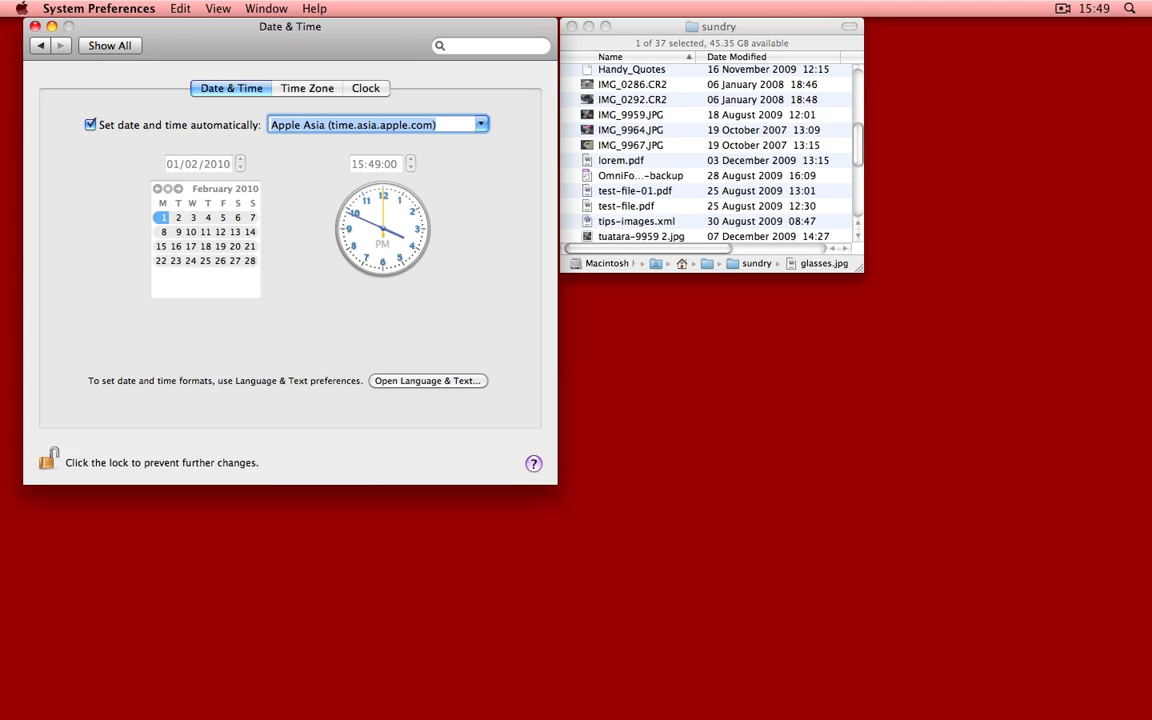 System Preferences Edit View Window Help 15:49
Date & Time
Show All
Date & Time Time Zone Clock
Set date and time automatically: Apple Asia (time.asia.apple.com)
01/02/2010 15:49:00
February 2010
M T W T F S S
1 2 3 4 5 6 7
8 9 10 11 12 13 14
15 16 17 18 19 20 21
22 23 24 25 26 27 28
12 1 2 3 4 5 6 7 8 9 10 11
PM
To set date and time formats, use Language & Text preferences. Open Language & Text...
Click the lock to prevent further changes. ?
sundry
1 of 37 selected, 45.35 GB available
Name Date Modified
Handy_Quotes 16 November 2009 12:15
IMG_0286.CR2 06 January 2008 18:46
IMG_0292.CR2 06 January 2008 18:48
IMG_9959.JPG 18 August 2009 12:01
IMG_9964.JPG 19 October 2007 13:09
IMG_9967.JPG 19 October 2007 13:15
lorem.pdf 03 December 2009 13:15
OmniFo...-backup 28 August 2009 16:09
test-file-01.pdf 25 August 2009 13:01
test-file.pdf 25 August 2009 12:30
tips-images.xml 30 August 2009 08:47
tuatara-9959 2.jpg 07 December 2009 14:27
Macintosh sundry glasses.jpg